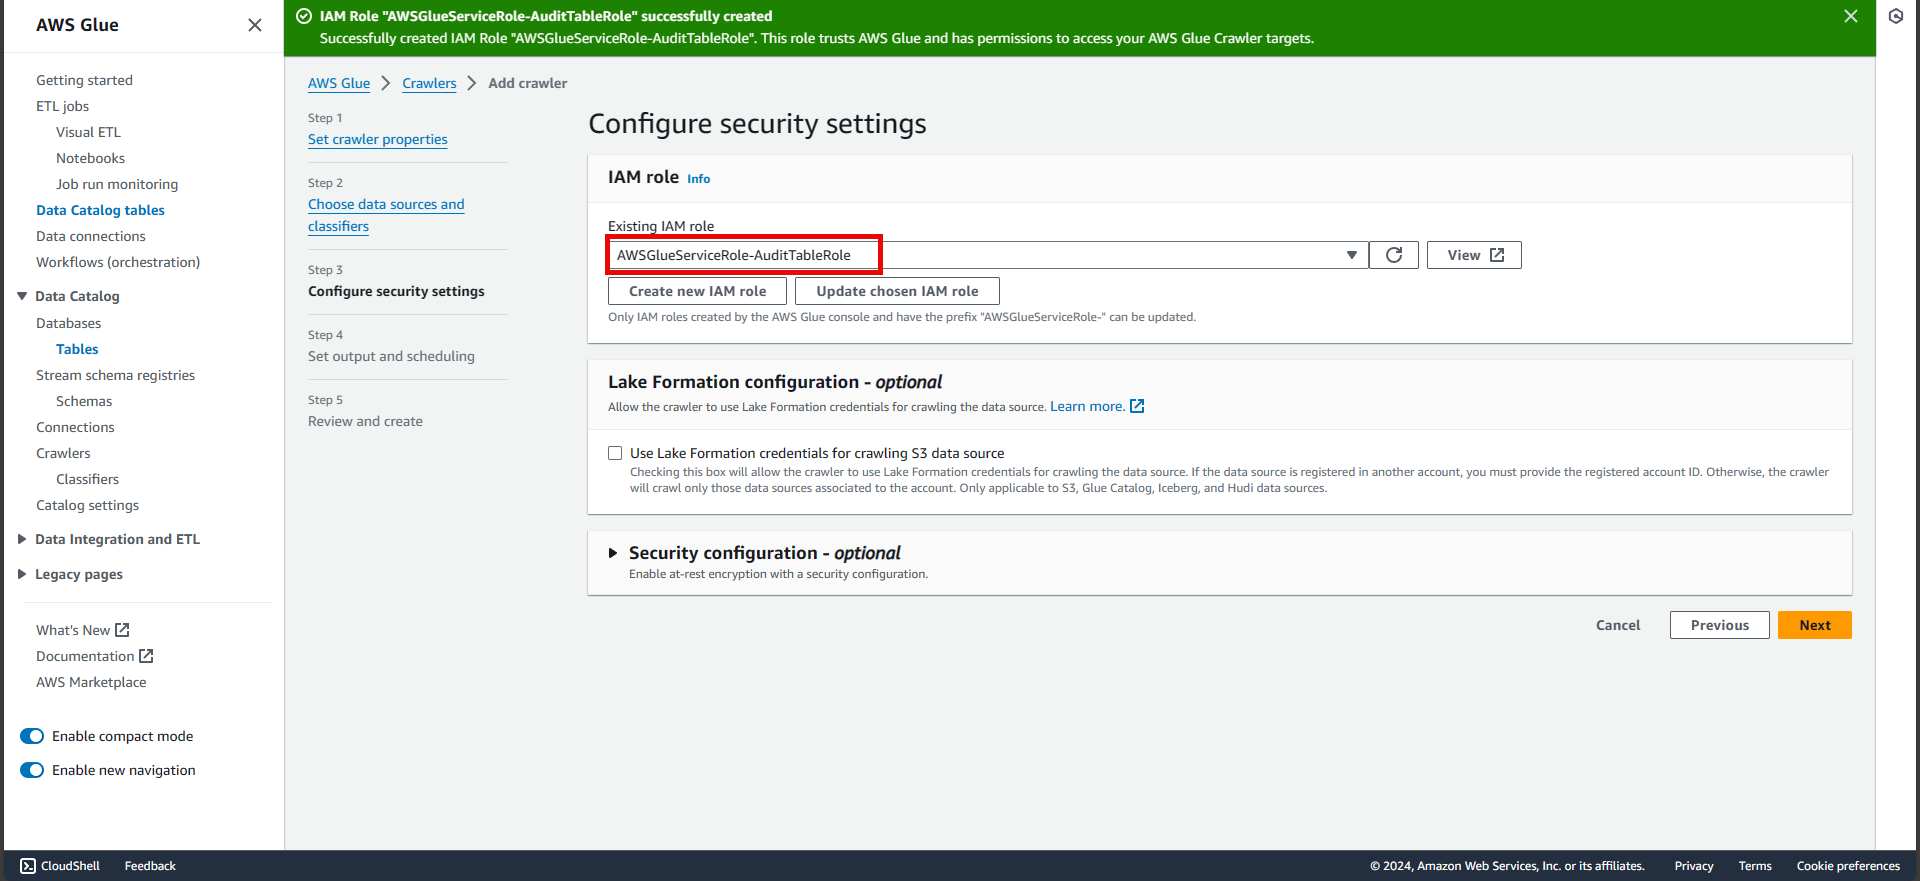 AWS Glue
Getting started
ETL jobs
Visual ETL
Notebooks
Job run monitoring
Data Catalog tables
Data connections
Workflows (orchestration)
Data Catalog
Databases
Tables
Stream schema registries
Schemas
Connections
Crawlers
Classifiers
Catalog settings
Data Integration and ETL
Legacy pages
What's New
Documentation
AWS Marketplace
Enable compact mode
Enable new navigation
IAM Role "AWSGlueServiceRole-AuditTableRole" successfully created
Successfully created IAM Role "AWSGlueServiceRole-AuditTableRole". This role trusts AWS Glue and has permissions to access your AWS Glue Crawler targets.
AWS Glue > Crawlers > Add crawler
Step 1
Set crawler properties
Step 2
Choose data sources and
classifiers
Step 3
Configure security settings
Step 4
Set output and scheduling
Step 5
Review and create
Configure security settings
IAM role Info
Existing IAM role
AWSGlueServiceRole-AuditTableRole
View
Create new IAM role
Update chosen IAM role
Only IAM roles created by the AWS Glue console and have the prefix "AWSGlueServiceRole-" can be updated.
Lake Formation configuration - optional
Allow the crawler to use Lake Formation credentials for crawling the data source. Learn more.
Use Lake Formation credentials for crawling S3 data source
Checking this box will allow the crawler to use Lake Formation credentials for crawling the data source. If the data source is registered in another account, you must provide the registered account ID. Otherwise, the crawler
will crawl only those data sources associated to the account. Only applicable to S3, Glue Catalog, Iceberg, and Hudi data sources.
Security configuration - optional
Enable at-rest encryption with a security configuration.
Cancel
Previous
Next
CloudShell
Feedback
© 2024, Amazon Web Services, Inc. or its affiliates.
Privacy
Terms
Cookie preferences